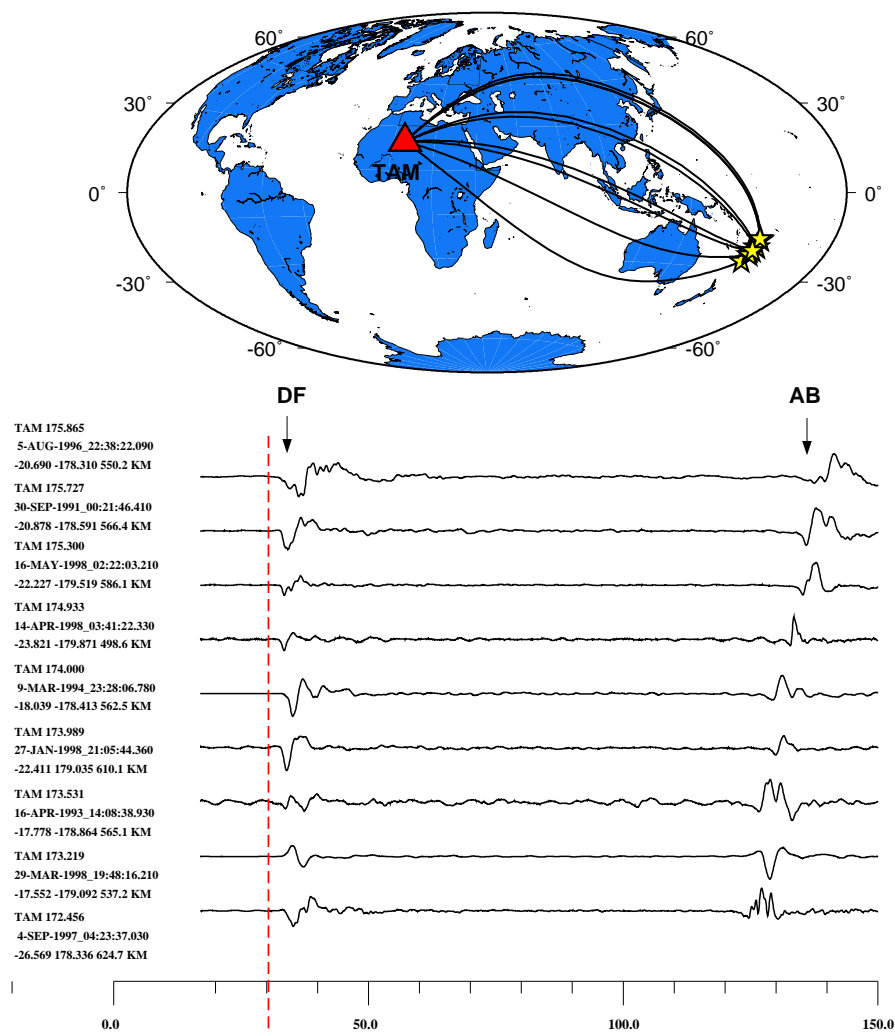 60˚ 60˚
30˚ 30˚
TAM
0˚ 0˚
-30˚ -30˚
-60˚ -60˚
DF AB
TAM 175.865
5-AUG-1996_22:38:22.090
-20.690 -178.310 550.2 KM
TAM 175.727
30-SEP-1991_00:21:46.410
-20.878 -178.591 566.4 KM
TAM 175.300
16-MAY-1998_02:22:03.210
-22.227 -179.519 586.1 KM
TAM 174.933
14-APR-1998_03:41:22.330
-23.821 -179.871 498.6 KM
TAM 174.000
9-MAR-1994_23:28:06.780
-18.039 -178.413 562.5 KM
TAM 173.989
27-JAN-1998_21:05:44.360
-22.411 179.035 610.1 KM
TAM 173.531
16-APR-1993_14:08:38.930
-17.778 -178.864 565.1 KM
TAM 173.219
29-MAR-1998_19:48:16.210
-17.552 -179.092 537.2 KM
TAM 172.456
4-SEP-1997_04:23:37.030
-26.569 178.336 624.7 KM
0.0 50.0 100.0 150.0